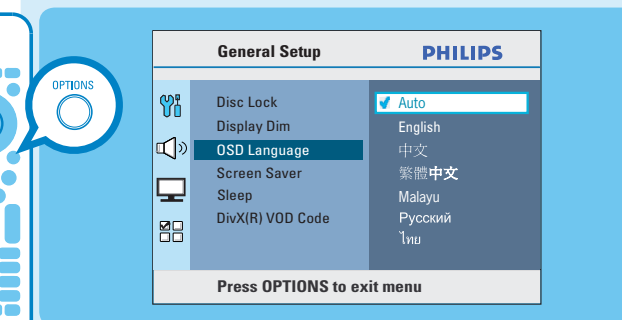 OPTIONS
General Setup
PHILIPS
Disc Lock
Display Dim
OSD Language
Screen Saver
Sleep
DivX(R) VOD Code
Auto
English
中文
繁體中文
Malayu
Русский
ไทย
Press OPTIONS to exit menu